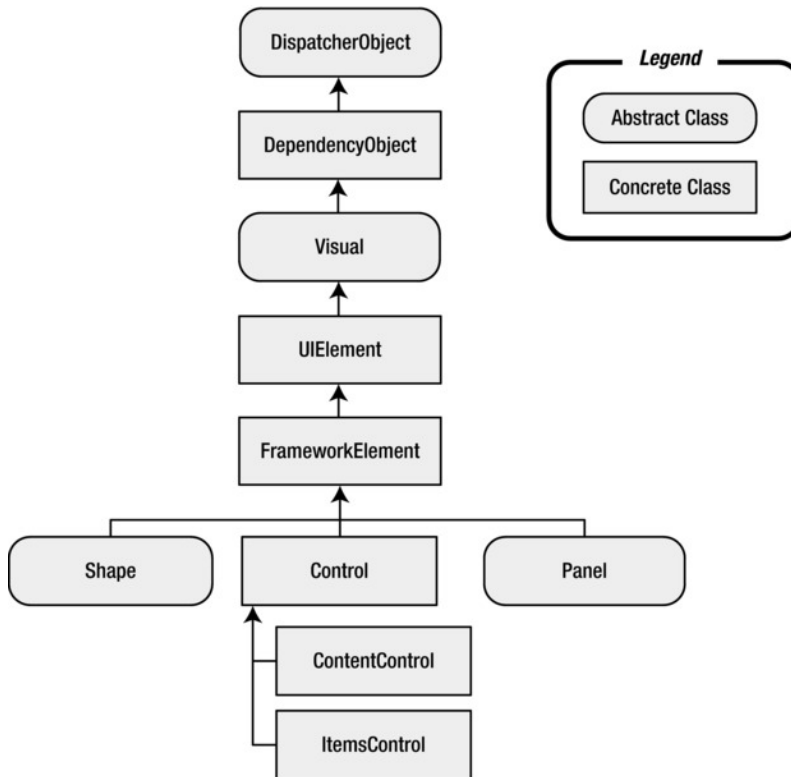 DispatcherObject
Legend
Abstract Class
DependencyObject
Concrete Class
Visual
UIElement
FrameworkElement
Shape
Control
Panel
ContentControl
ItemsControl